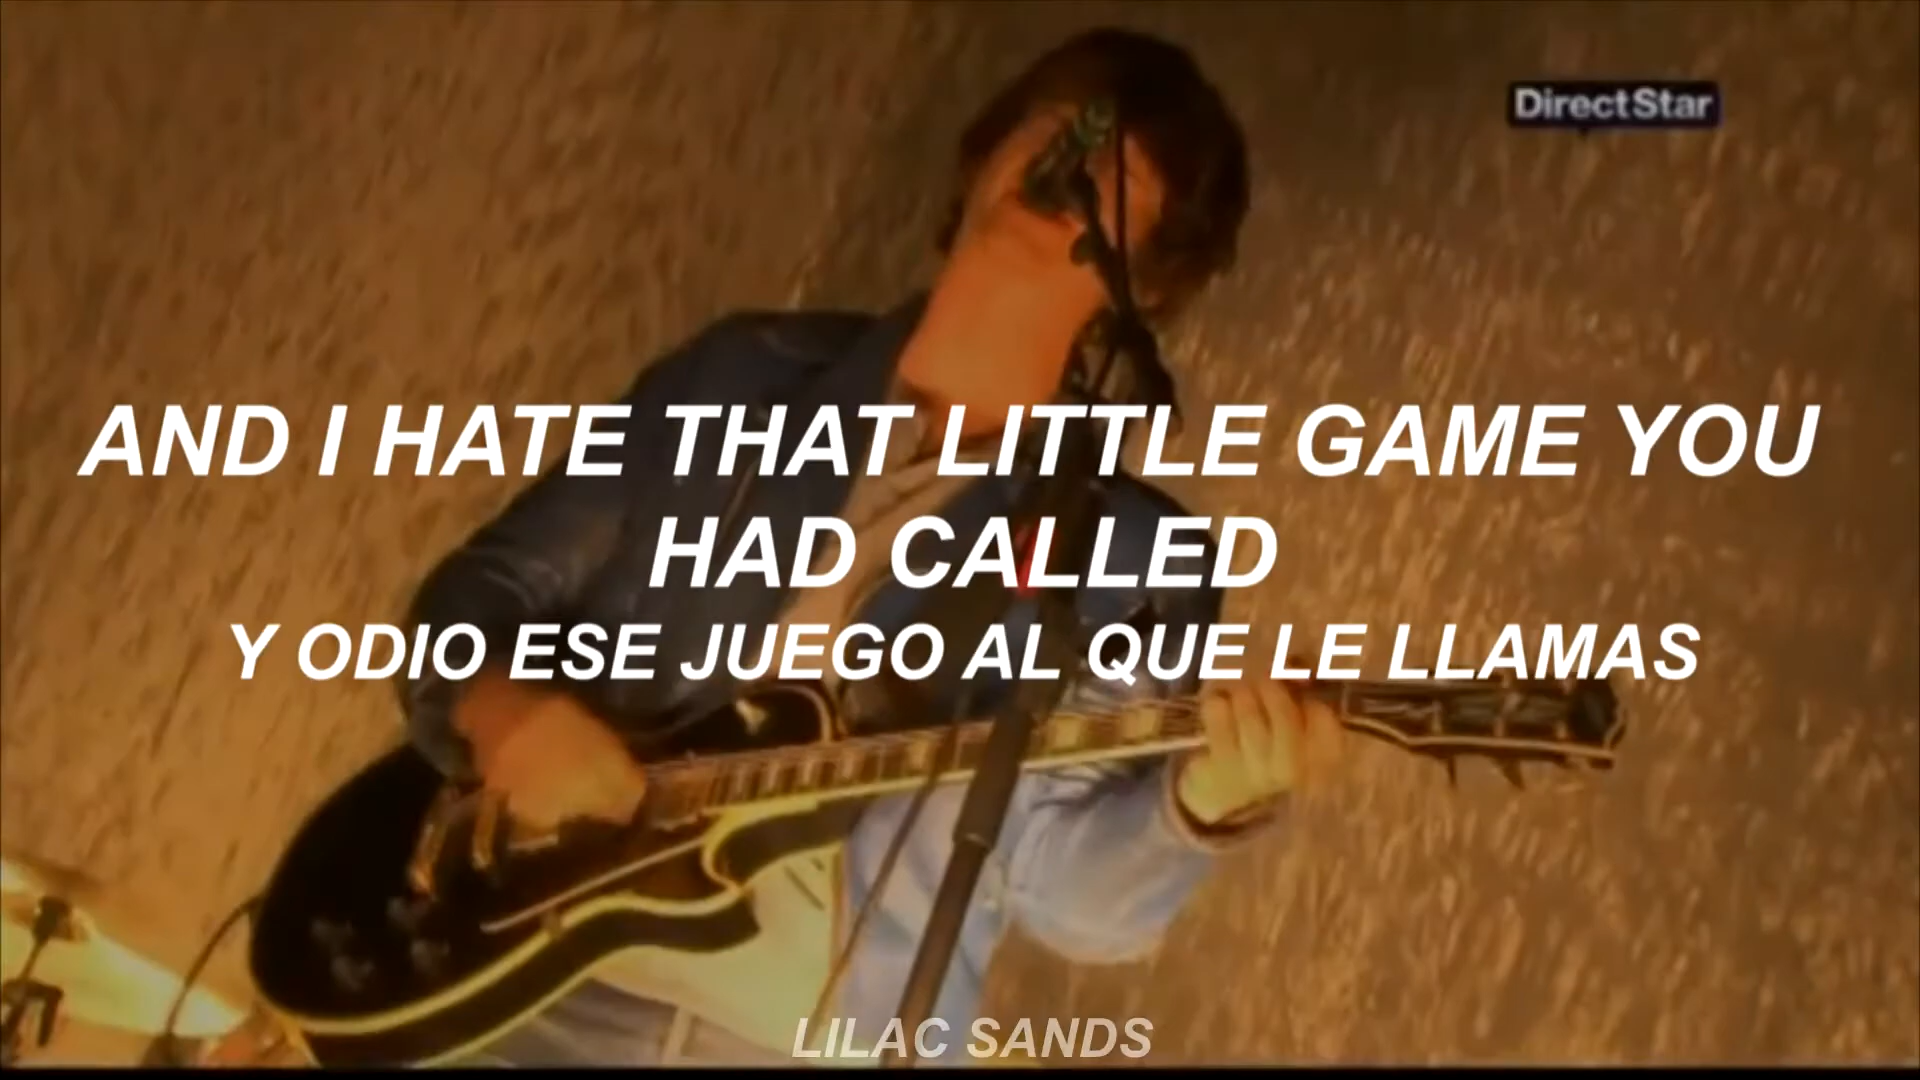 DirectStar
AND I HATE THAT LITTLE GAME YOU
HAD CALLED
Y ODIO ESE JUEGO AL QUE LE LLAMAS
LILAC SANDS